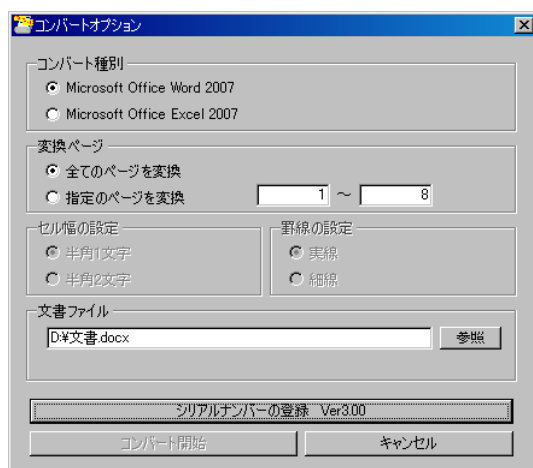 コンバートオプション
コンバート種別
Microsoft Office Word 2007
Microsoft Office Excel 2007
変換ページ
全てのページを変換
指定のページを変換 1 ～ 8
セル幅の設定
半角1文字
半角2文字
罫線の設定
実線
細線
文書ファイル
D:¥文書.docx 参照
シリアルナンバーの登録 Ver3.00
コンバート開始 キャンセル